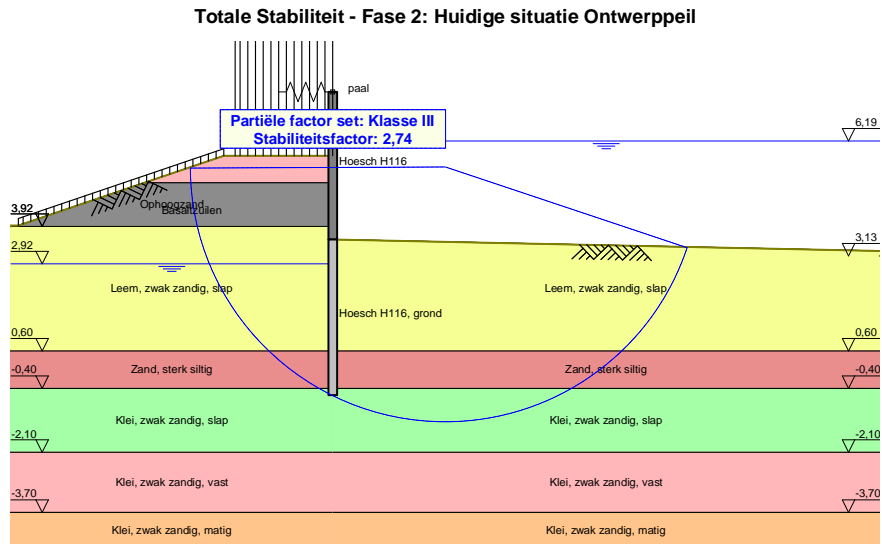 Totale Stabiliteit - Fase 2: Huidige situatie Ontwerppeil
paal
Partiële factor set: Klasse III
Stabiliteitsfactor: 2,74
6,19
Hoesch H116
Ophoogzand
Basaltzuilen
3,92
3,13
2,92
Leem, zwak zandig, slap
Leem, zwak zandig, slap
Hoesch H116, grond
0,60
0,60
Zand, sterk siltig
Zand, sterk siltig
-0,40
-0,40
Klei, zwak zandig, slap
Klei, zwak zandig, slap
-2,10
-2,10
Klei, zwak zandig, vast
Klei, zwak zandig, vast
-3,70
-3,70
Klei, zwak zandig, matig
Klei, zwak zandig, matig